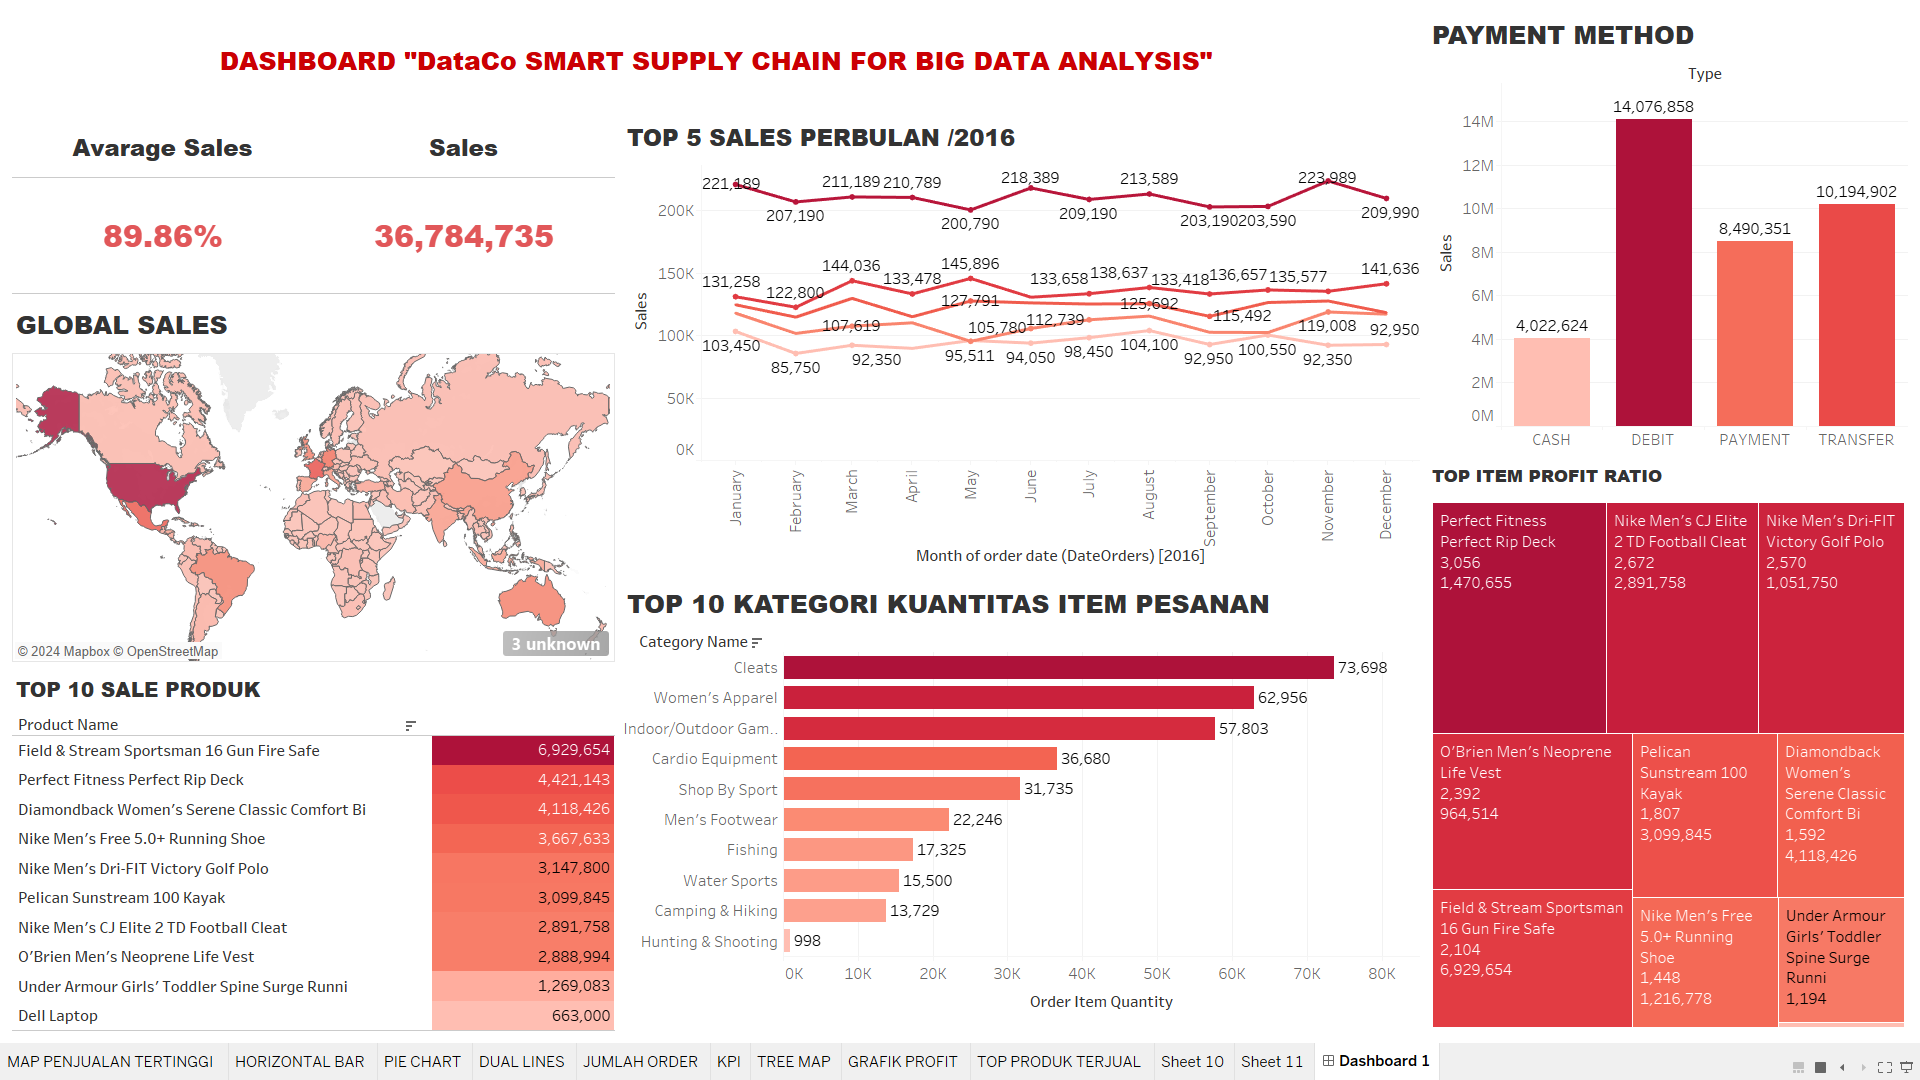 DASHBOARD "DataCo SMART SUPPLY CHAIN FOR BIG DATA ANALYSIS"
Avarage Sales
Sales
89.86%
36,784,735
GLOBAL SALES
3 unknown
© 2024 Mapbox © OpenStreetMap
TOP 10 SALE PRODUK
Product Name
Field & Stream Sportsman 16 Gun Fire Safe 6,929,654
Perfect Fitness Perfect Rip Deck 4,421,143
Diamondback Women's Serene Classic Comfort Bi 4,118,426
Nike Men's Free 5.0+ Running Shoe 3,667,633
Nike Men's Dri-FIT Victory Golf Polo 3,147,800
Pelican Sunstream 100 Kayak 3,099,845
Nike Men's CJ Elite 2 TD Football Cleat 2,891,758
O'Brien Men's Neoprene Life Vest 2,888,994
Under Armour Girls' Toddler Spine Surge Runni 1,269,083
Dell Laptop 663,000
TOP 5 SALES PERBULAN /2016
Sales
200K
150K
100K
50K
0K
221,189
207,190
211,189
210,789
200,790
218,389
209,190
213,589
203,190
203,590
223,989
209,990
131,258
122,800
144,036
133,478
145,896
133,658
138,637
133,418
136,657
135,577
141,636
107,619
127,791
105,780
112,739
125,692
115,492
119,008
92,950
103,450
85,750
92,350
95,511
94,050
98,450
104,100
92,950
100,550
92,350
January
February
March
April
May
June
July
August
September
October
November
December
Month of order date (DateOrders) [2016]
TOP 10 KATEGORI KUANTITAS ITEM PESANAN
Category Name
Cleats 73,698
Women's Apparel 62,956
Indoor/Outdoor Gam.. 57,803
Cardio Equipment 36,680
Shop By Sport 31,735
Men's Footwear 22,246
Fishing 17,325
Water Sports 15,500
Camping & Hiking 13,729
Hunting & Shooting 998
0K 10K 20K 30K 40K 50K 60K 70K 80K
Order Item Quantity
PAYMENT METHOD
Type
Sales
14M
12M
10M
8M
6M
4M
2M
0M
4,022,624
14,076,858
8,490,351
10,194,902
CASH DEBIT PAYMENT TRANSFER
TOP ITEM PROFIT RATIO
Perfect Fitness
Perfect Rip Deck
3,056
1,470,655
Nike Men's CJ Elite
2 TD Football Cleat
2,672
2,891,758
Nike Men's Dri-FIT
Victory Golf Polo
2,570
1,051,750
O'Brien Men's Neoprene
Life Vest
2,392
964,514
Pelican
Sunstream 100
Kayak
1,807
3,099,845
Diamondback
Women's
Serene Classic
Comfort Bi
1,592
4,118,426
Field & Stream Sportsman
16 Gun Fire Safe
2,104
6,929,654
Nike Men's Free
5.0+ Running
Shoe
1,448
1,216,778
Under Armour
Girls' Toddler
Spine Surge
Runni
1,194
MAP PENJUALAN TERTINGGI HORIZONTAL BAR PIE CHART DUAL LINES JUMLAH ORDER KPI TREE MAP GRAFIK PROFIT TOP PRODUK TERJUAL Sheet 10 Sheet 11 Dashboard 1